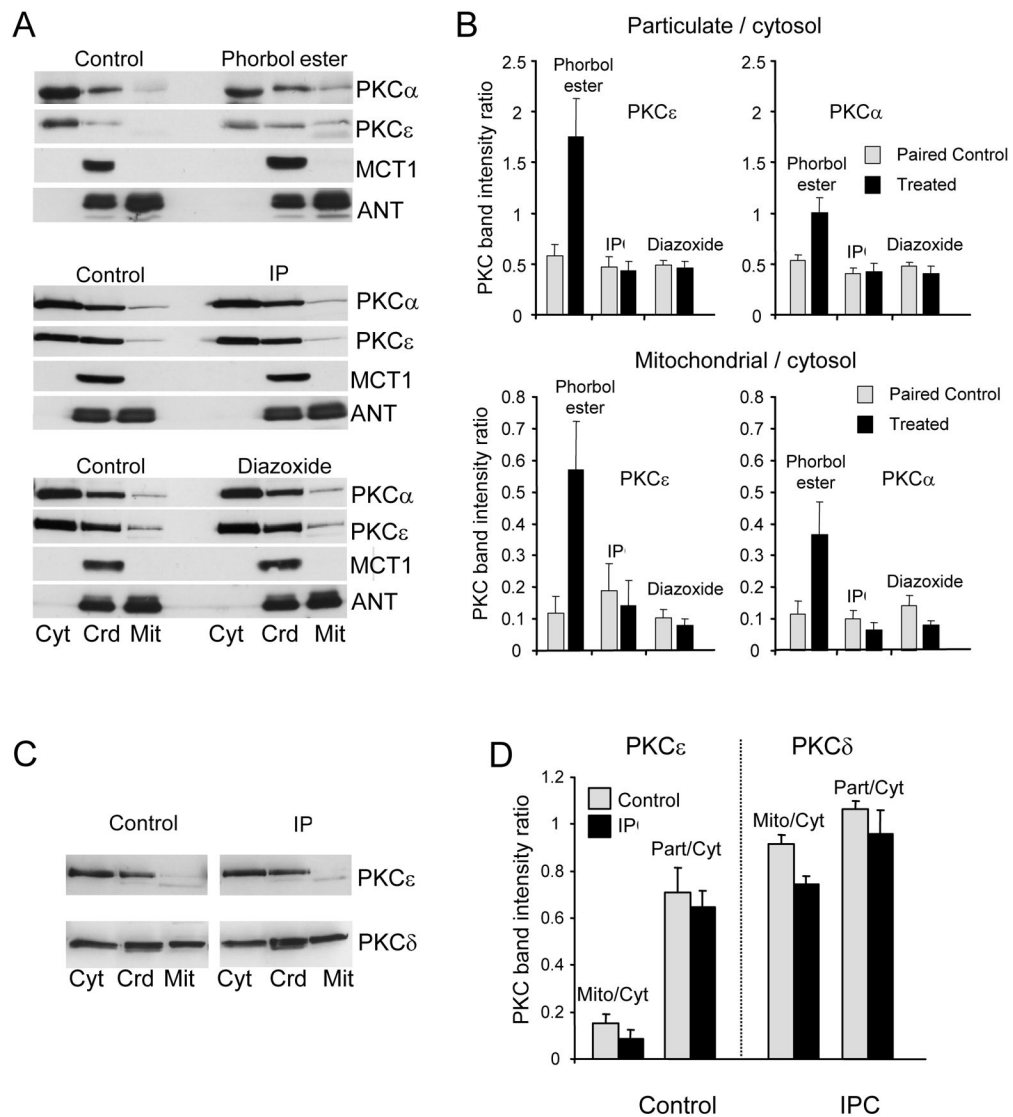 A
Control Phorbol ester
PKCα
PKCε
MCT1
ANT
Control IP
PKCα
PKCε
MCT1
ANT
Control Diazoxide
PKCα
PKCε
MCT1
ANT
Cyt Crd Mit Cyt Crd Mit
B
Particulate / cytosol
PKC band intensity ratio
2.5
2
1.5
1
0.5
0
Phorbol
ester
PKCε
IPC
Diazoxide
2.5
2
1.5
1
0.5
0
PKCα
Paired Control
Treated
Phorbol
ester
IPC
Diazoxide
Mitochondrial / cytosol
PKC band intensity ratio
0.8
0.7
0.6
0.5
0.4
0.3
0.2
0.1
0
Phorbol
ester
PKCε
IP
Diazoxide
0.8
0.7
0.6
0.5
0.4
0.3
0.2
0.1
0
Paired Control
Treated
Phorbol
ester
PKCα
IPC
Diazoxide
C
Control IP
PKCε
PKCδ
Cyt Crd Mit Cyt Crd Mit
D
PKCε PKCδ
PKC band intensity ratio
1.2
1
0.8
0.6
0.4
0.2
0
Control
IPC
Mito/Cyt
Part/Cyt
Mito/Cyt
Part/Cyt
Control IPC